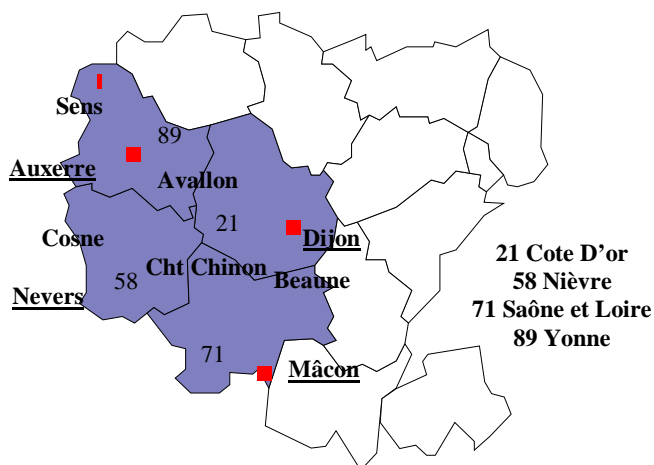 Sens
89
Auxerre
Avallon
21
Cosne
Dijon
Cht Chinon
58
Beaune
Nevers
71
Mâcon
21 Cote D’or
58 Nièvre
71 Saône et Loire
89 Yonne